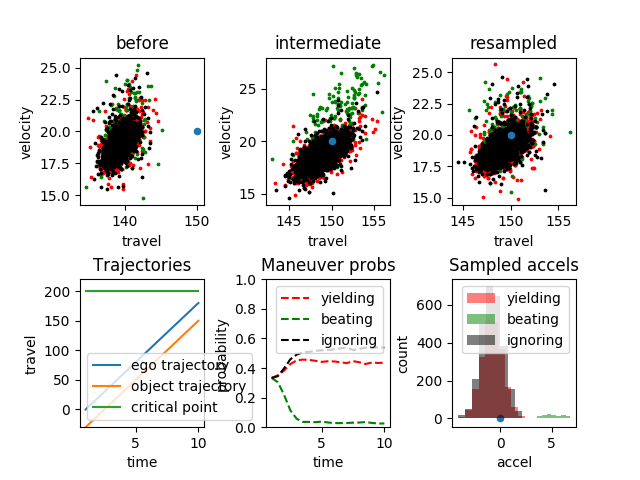 before
intermediate
resampled
velocity
25.0
22.5
20.0
17.5
15.0
140
150
travel
velocity
25
20
15
145
150
155
travel
velocity
25.0
22.5
20.0
17.5
15.0
145
150
155
travel
Trajectories
Maneuver probs
Sampled accels
travel
200
150
100
50
0
ego trajectory
object trajectory
critical point
5
10
time
probability
1.0
0.8
0.6
0.4
0.2
0.0
yielding
beating
ignoring
5
10
time
count
600
400
200
0
yielding
beating
ignoring
0
5
accel